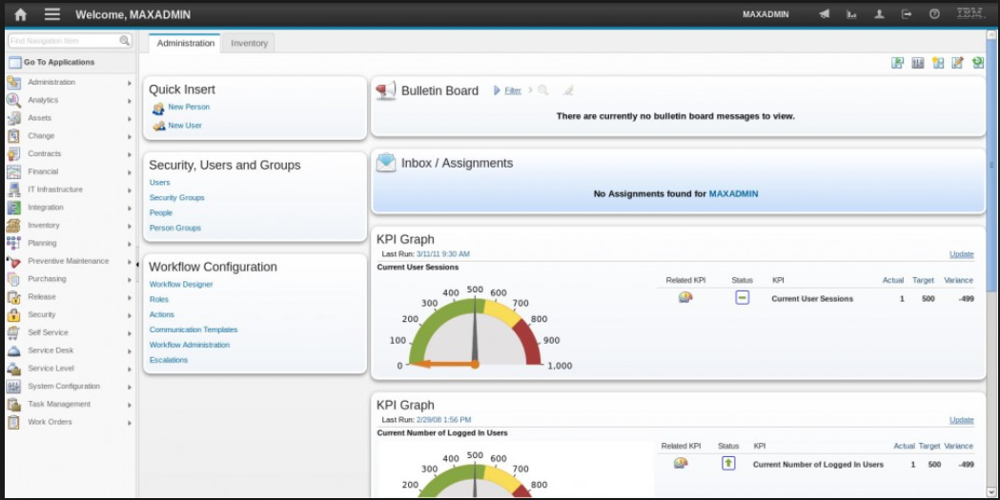 Welcome, MAXADMIN
MAXADMIN
IBM.
Find Navigation Item
Go To Applications
Administration
Analytics
Assets
Change
Contracts
Financial
IT Infrastructure
Integration
Inventory
Planning
Preventive Maintenance
Purchasing
Release
Security
Self Service
Service Desk
Service Level
System Configuration
Task Management
Work Orders
Administration
Inventory
Quick Insert
New Person
New User
Security, Users and Groups
Users
Security Groups
People
Person Groups
Workflow Configuration
Workflow Designer
Roles
Actions
Communication Templates
Workflow Administration
Escalations
Bulletin Board
Filter
There are currently no bulletin board messages to view.
Inbox / Assignments
No Assignments found for MAXADMIN
KPI Graph
Last Run: 3/11/11 9:30 AM
Update
Current User Sessions
0
100
200
300
400
500
600
700
800
900
1,000
Related KPI Status KPI Actual Target Variance
Current User Sessions 1 500 -499
KPI Graph
Last Run: 2/29/08 1:56 PM
Update
Current Number of Logged In Users
200
300
400
500
600
700
800
Related KPI Status KPI Actual Target Variance
Current Number of Logged In Users 1 500 -499